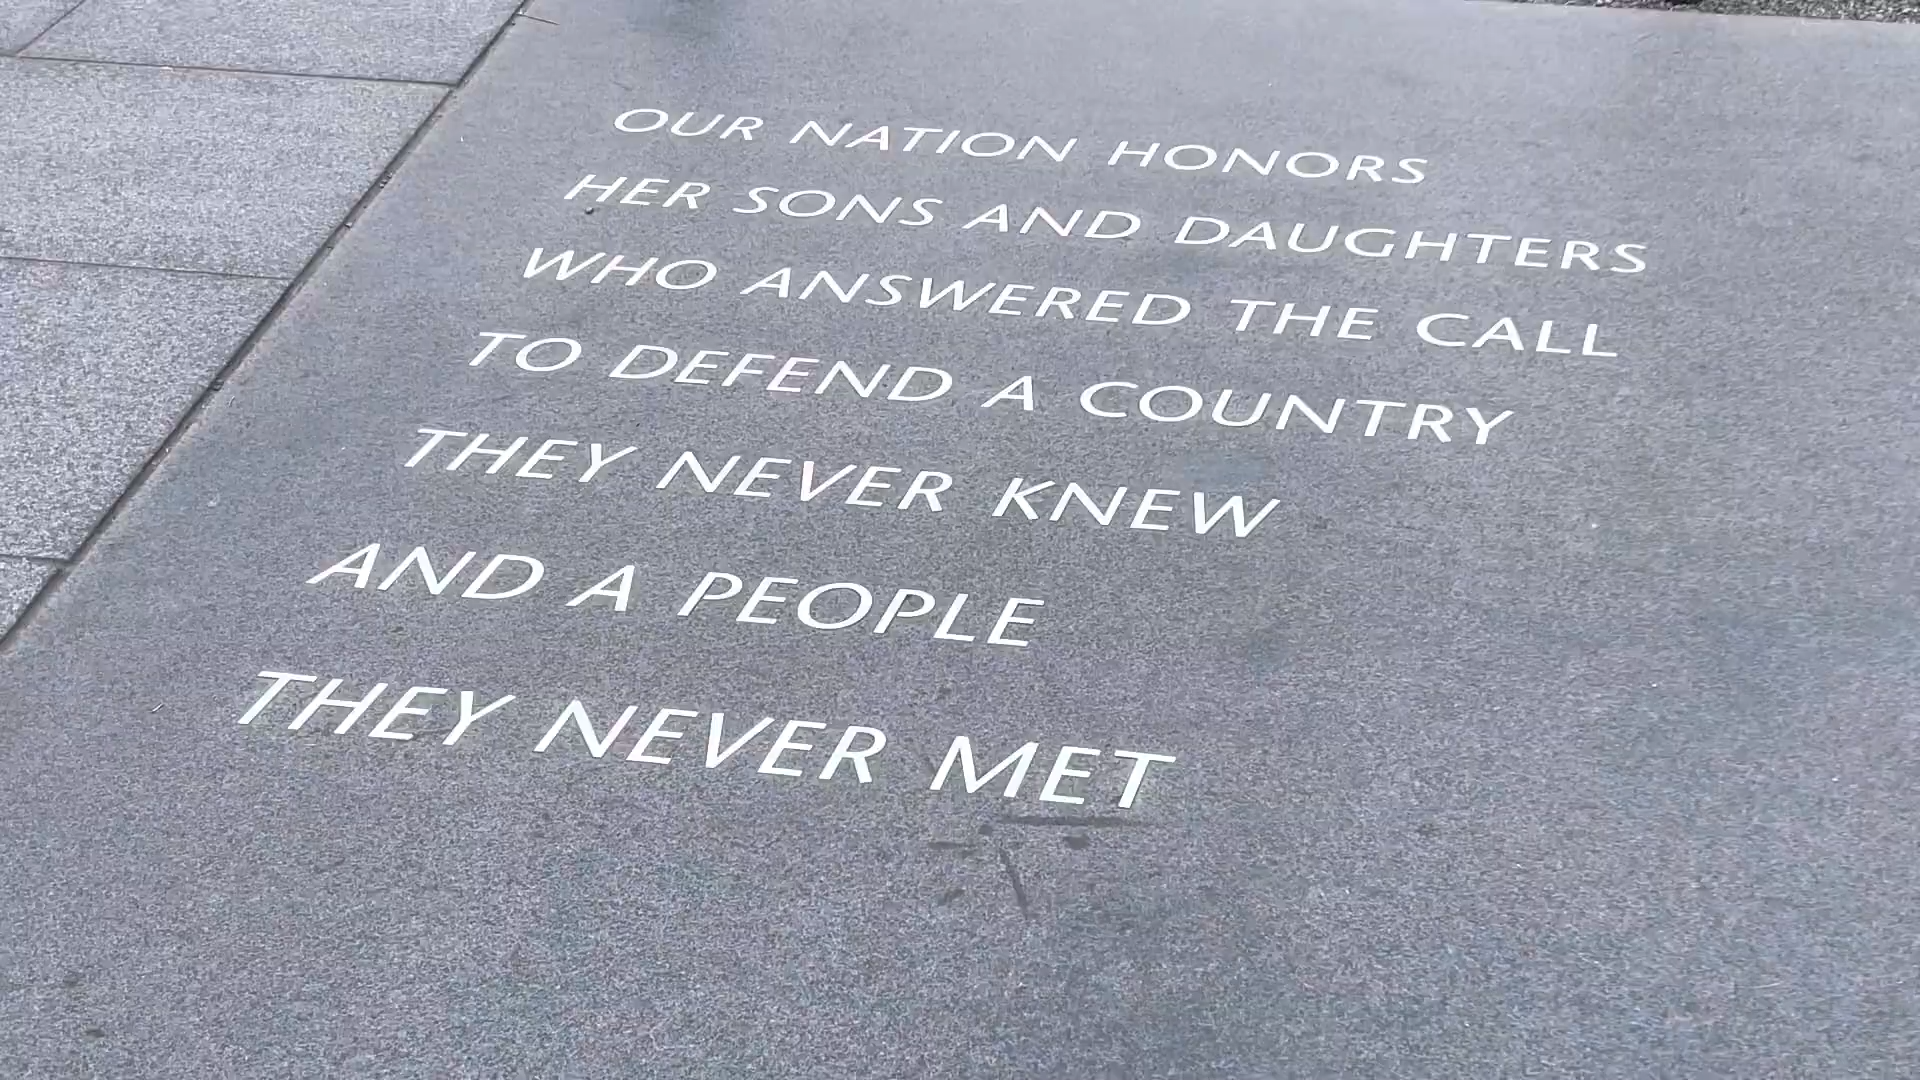 OUR NATION HONORS
HER SONS AND DAUGHTERS
WHO ANSWERED THE CALL
TO DEFEND A COUNTRY
THEY NEVER KNEW
AND A PEOPLE
THEY NEVER MET